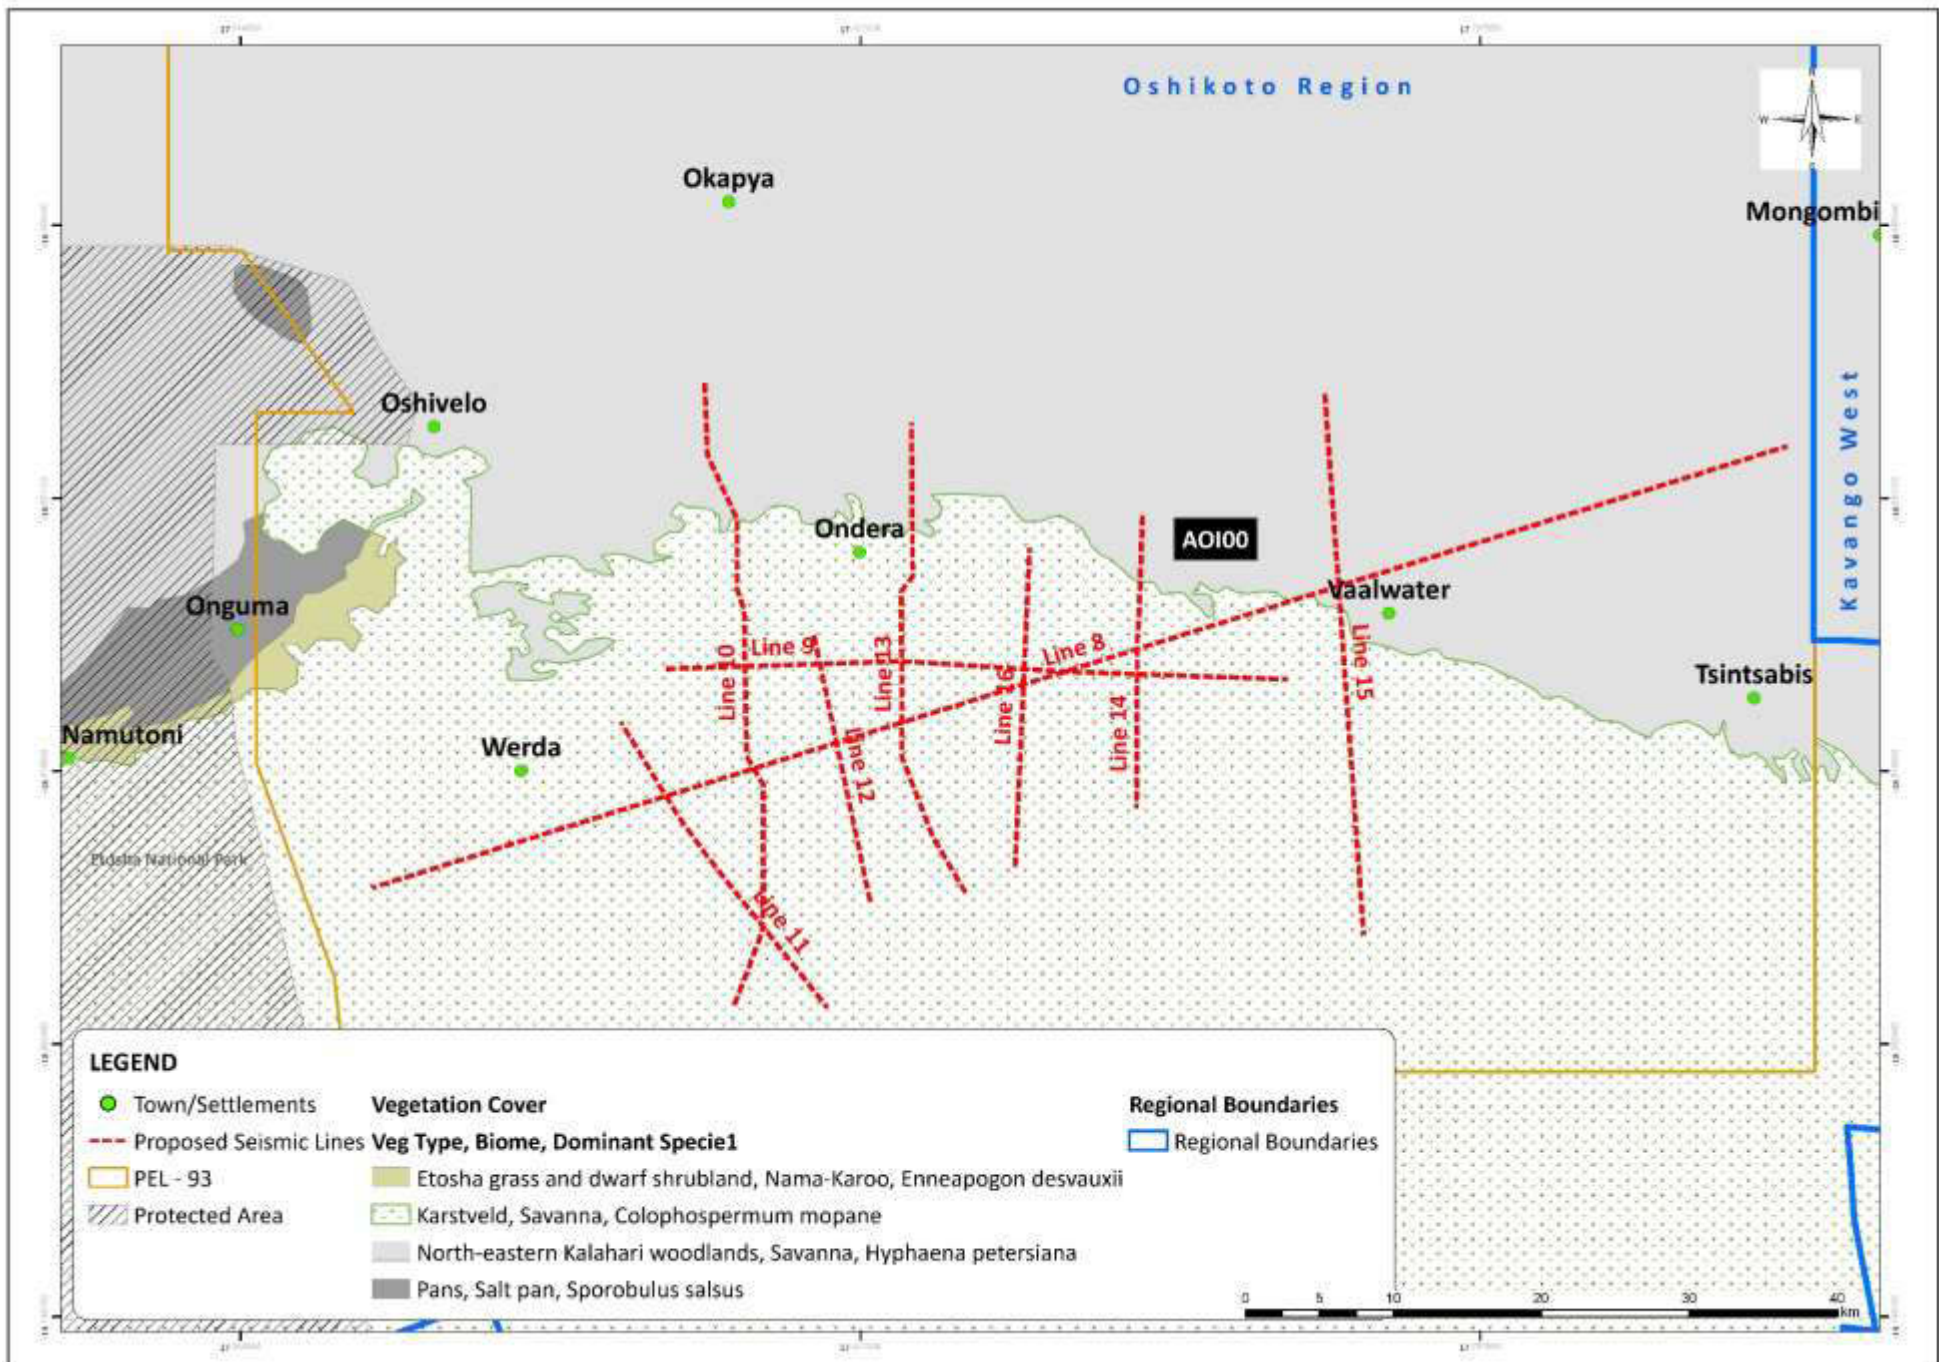 Oshikoto Region
N
W
E
Okapya
Mongombi
Oshivelo
Kavango West
Ondera
AOI00
Vaalwater
Onguma
Line 9
Line 13
Line 8
Line 10
Line 16
Line 14
Line 15
Tsintsabis
Namutoni
Werda
Line 12
Etosha National Park
Line 11
LEGEND
Town/Settlements
Proposed Seismic Lines
PEL - 93
Protected Area
Vegetation Cover
Veg Type, Biome, Dominant Specie1
Etosha grass and dwarf shrubland, Nama-Karoo, Enneapogon desvauxii
Karstveld, Savanna, Colophospermum mopane
North-eastern Kalahari woodlands, Savanna, Hyphaena petersiana
Pans, Salt pan, Sporobulus salsus
Regional Boundaries
Regional Boundaries
0 5 10 20 30 40
km